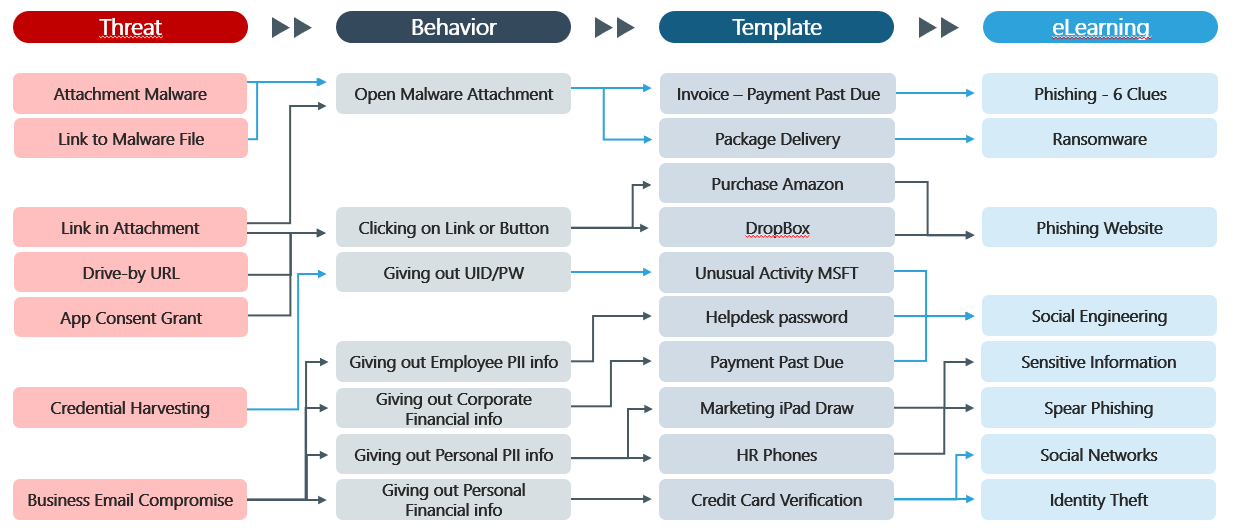 Threat
Behavior
Template
eLearning
Attachment Malware
Open Malware Attachment
Invoice – Payment Past Due
Phishing - 6 Clues
Link to Malware File
Package Delivery
Ransomware
Purchase Amazon
Link in Attachment
Clicking on Link or Button
DropBox
Phishing Website
Drive-by URL
Giving out UID/PW
Unusual Activity MSFT
App Consent Grant
Helpdesk password
Social Engineering
Giving out Employee PII info
Payment Past Due
Sensitive Information
Credential Harvesting
Giving out Corporate
Financial info
Marketing iPad Draw
Spear Phishing
Giving out Personal PII info
HR Phones
Social Networks
Business Email Compromise
Giving out Personal
Financial info
Credit Card Verification
Identity Theft